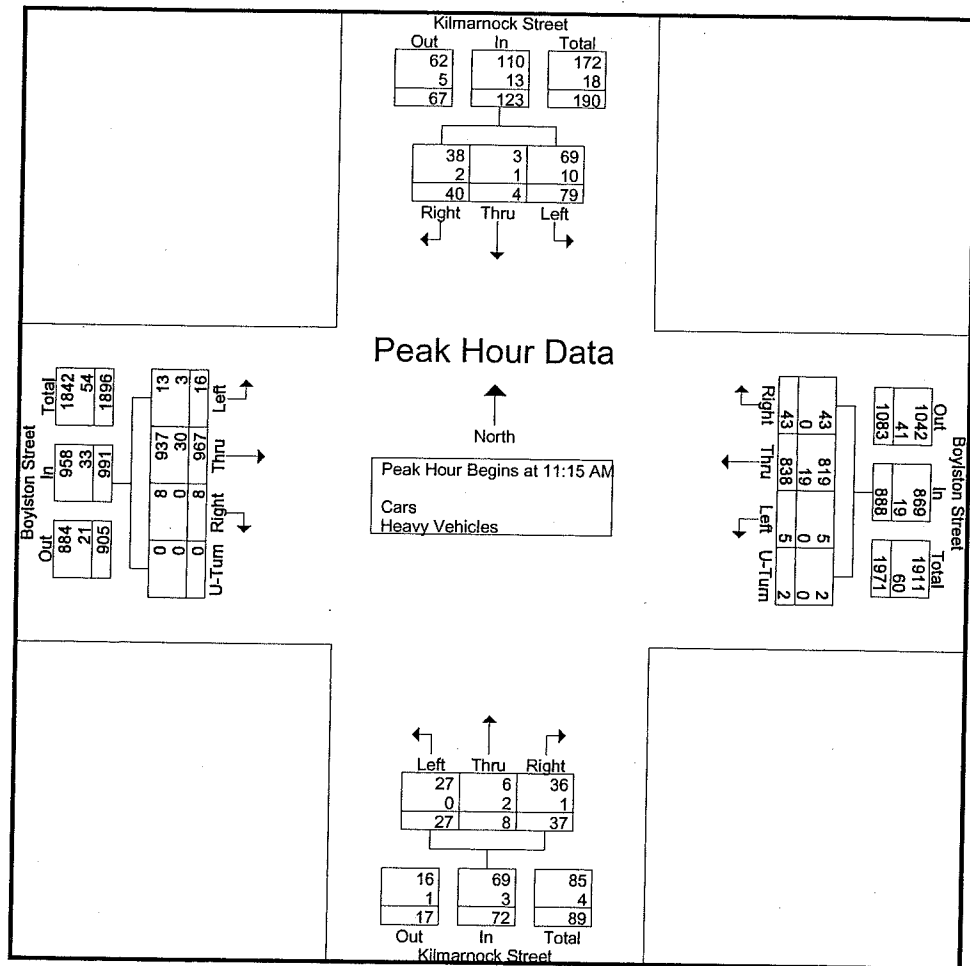 Kilmarnock Street
Out In Total
62 110 172
5 13 18
67 123 190
38 3 69
2 1 10
40 4 79
Right Thru Left
Boylston Street
Total In Out
1842 958 884
54 33 21
1896 991 905
Left Thru Right U-Turn
13 937 8 0
3 30 0 0
16 967 8 0
Peak Hour Data
North
Peak Hour Begins at 11:15 AM
Cars
Heavy Vehicles
Right Thru Left U-Turn
43 819 5 2
0 19 0 0
43 838 5 2
Boylston Street
Out In Total
1042 869 1911
41 19 60
1083 888 1971
Left Thru Right
27 6 36
0 2 1
27 8 37
16 69 85
1 3 4
17 72 89
Out In Total
Kilmarnock Street